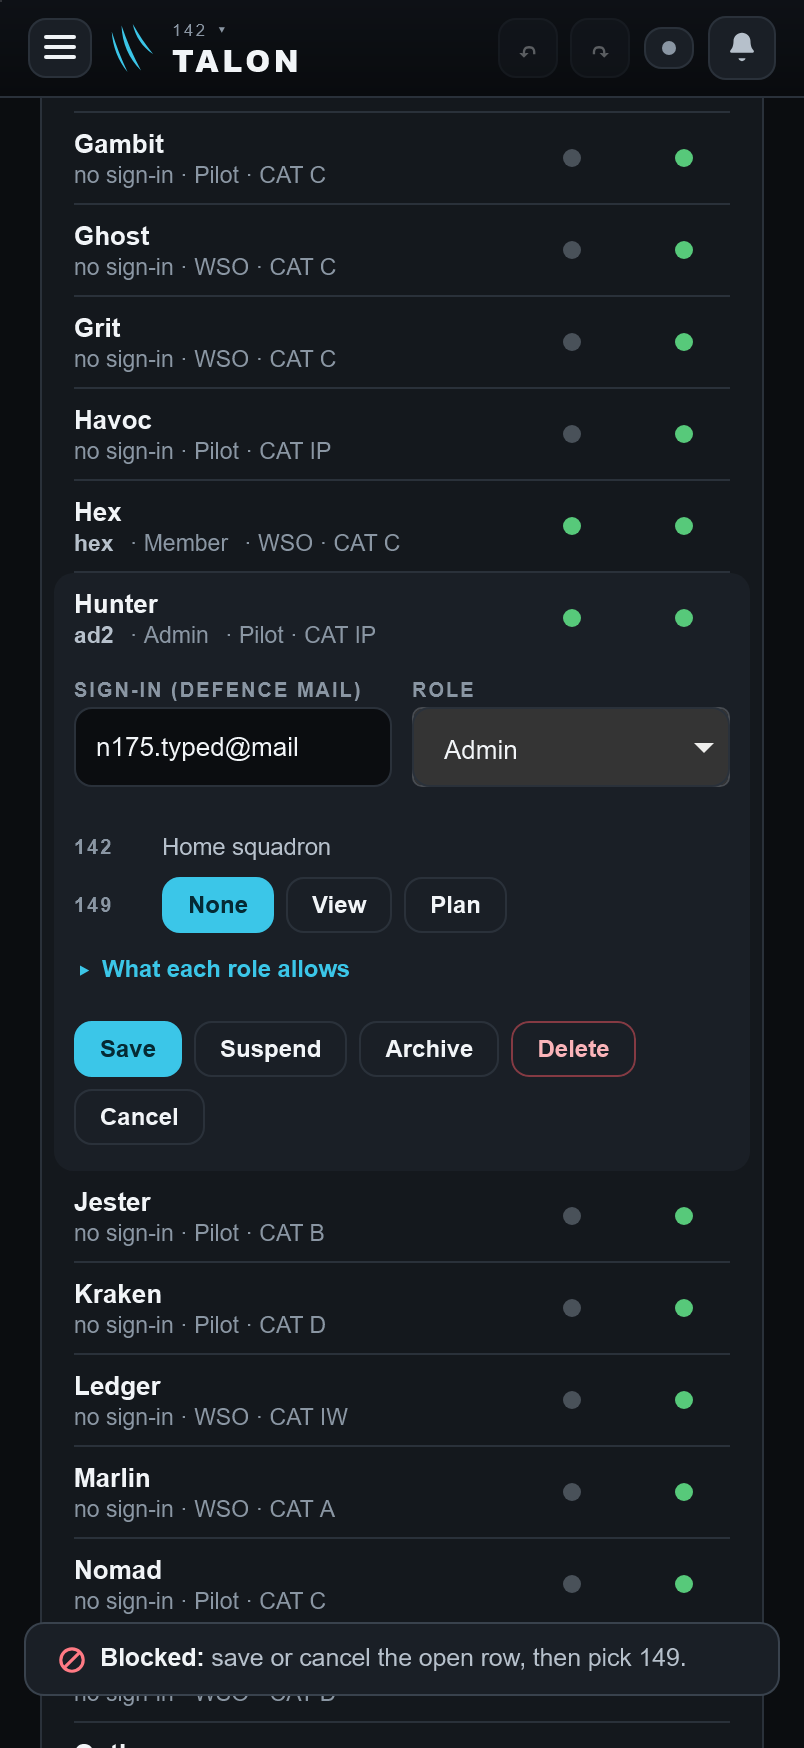 142 ▾
TALON
Gambit
no sign-in · Pilot · CAT C
Ghost
no sign-in · WSO · CAT C
Grit
no sign-in · WSO · CAT C
Havoc
no sign-in · Pilot · CAT IP
Hex
hex · Member · WSO · CAT C
Hunter
ad2 · Admin · Pilot · CAT IP
SIGN-IN (DEFENCE MAIL) ROLE
n175.typed@mail Admin
142 Home squadron
149 None View Plan
▸ What each role allows
Save Suspend Archive Delete
Cancel
Jester
no sign-in · Pilot · CAT B
Kraken
no sign-in · Pilot · CAT D
Ledger
no sign-in · WSO · CAT IW
Marlin
no sign-in · WSO · CAT A
Nomad
no sign-in · Pilot · CAT C
Blocked: save or cancel the open row, then pick 149.
no sign-in · WSO · CAT